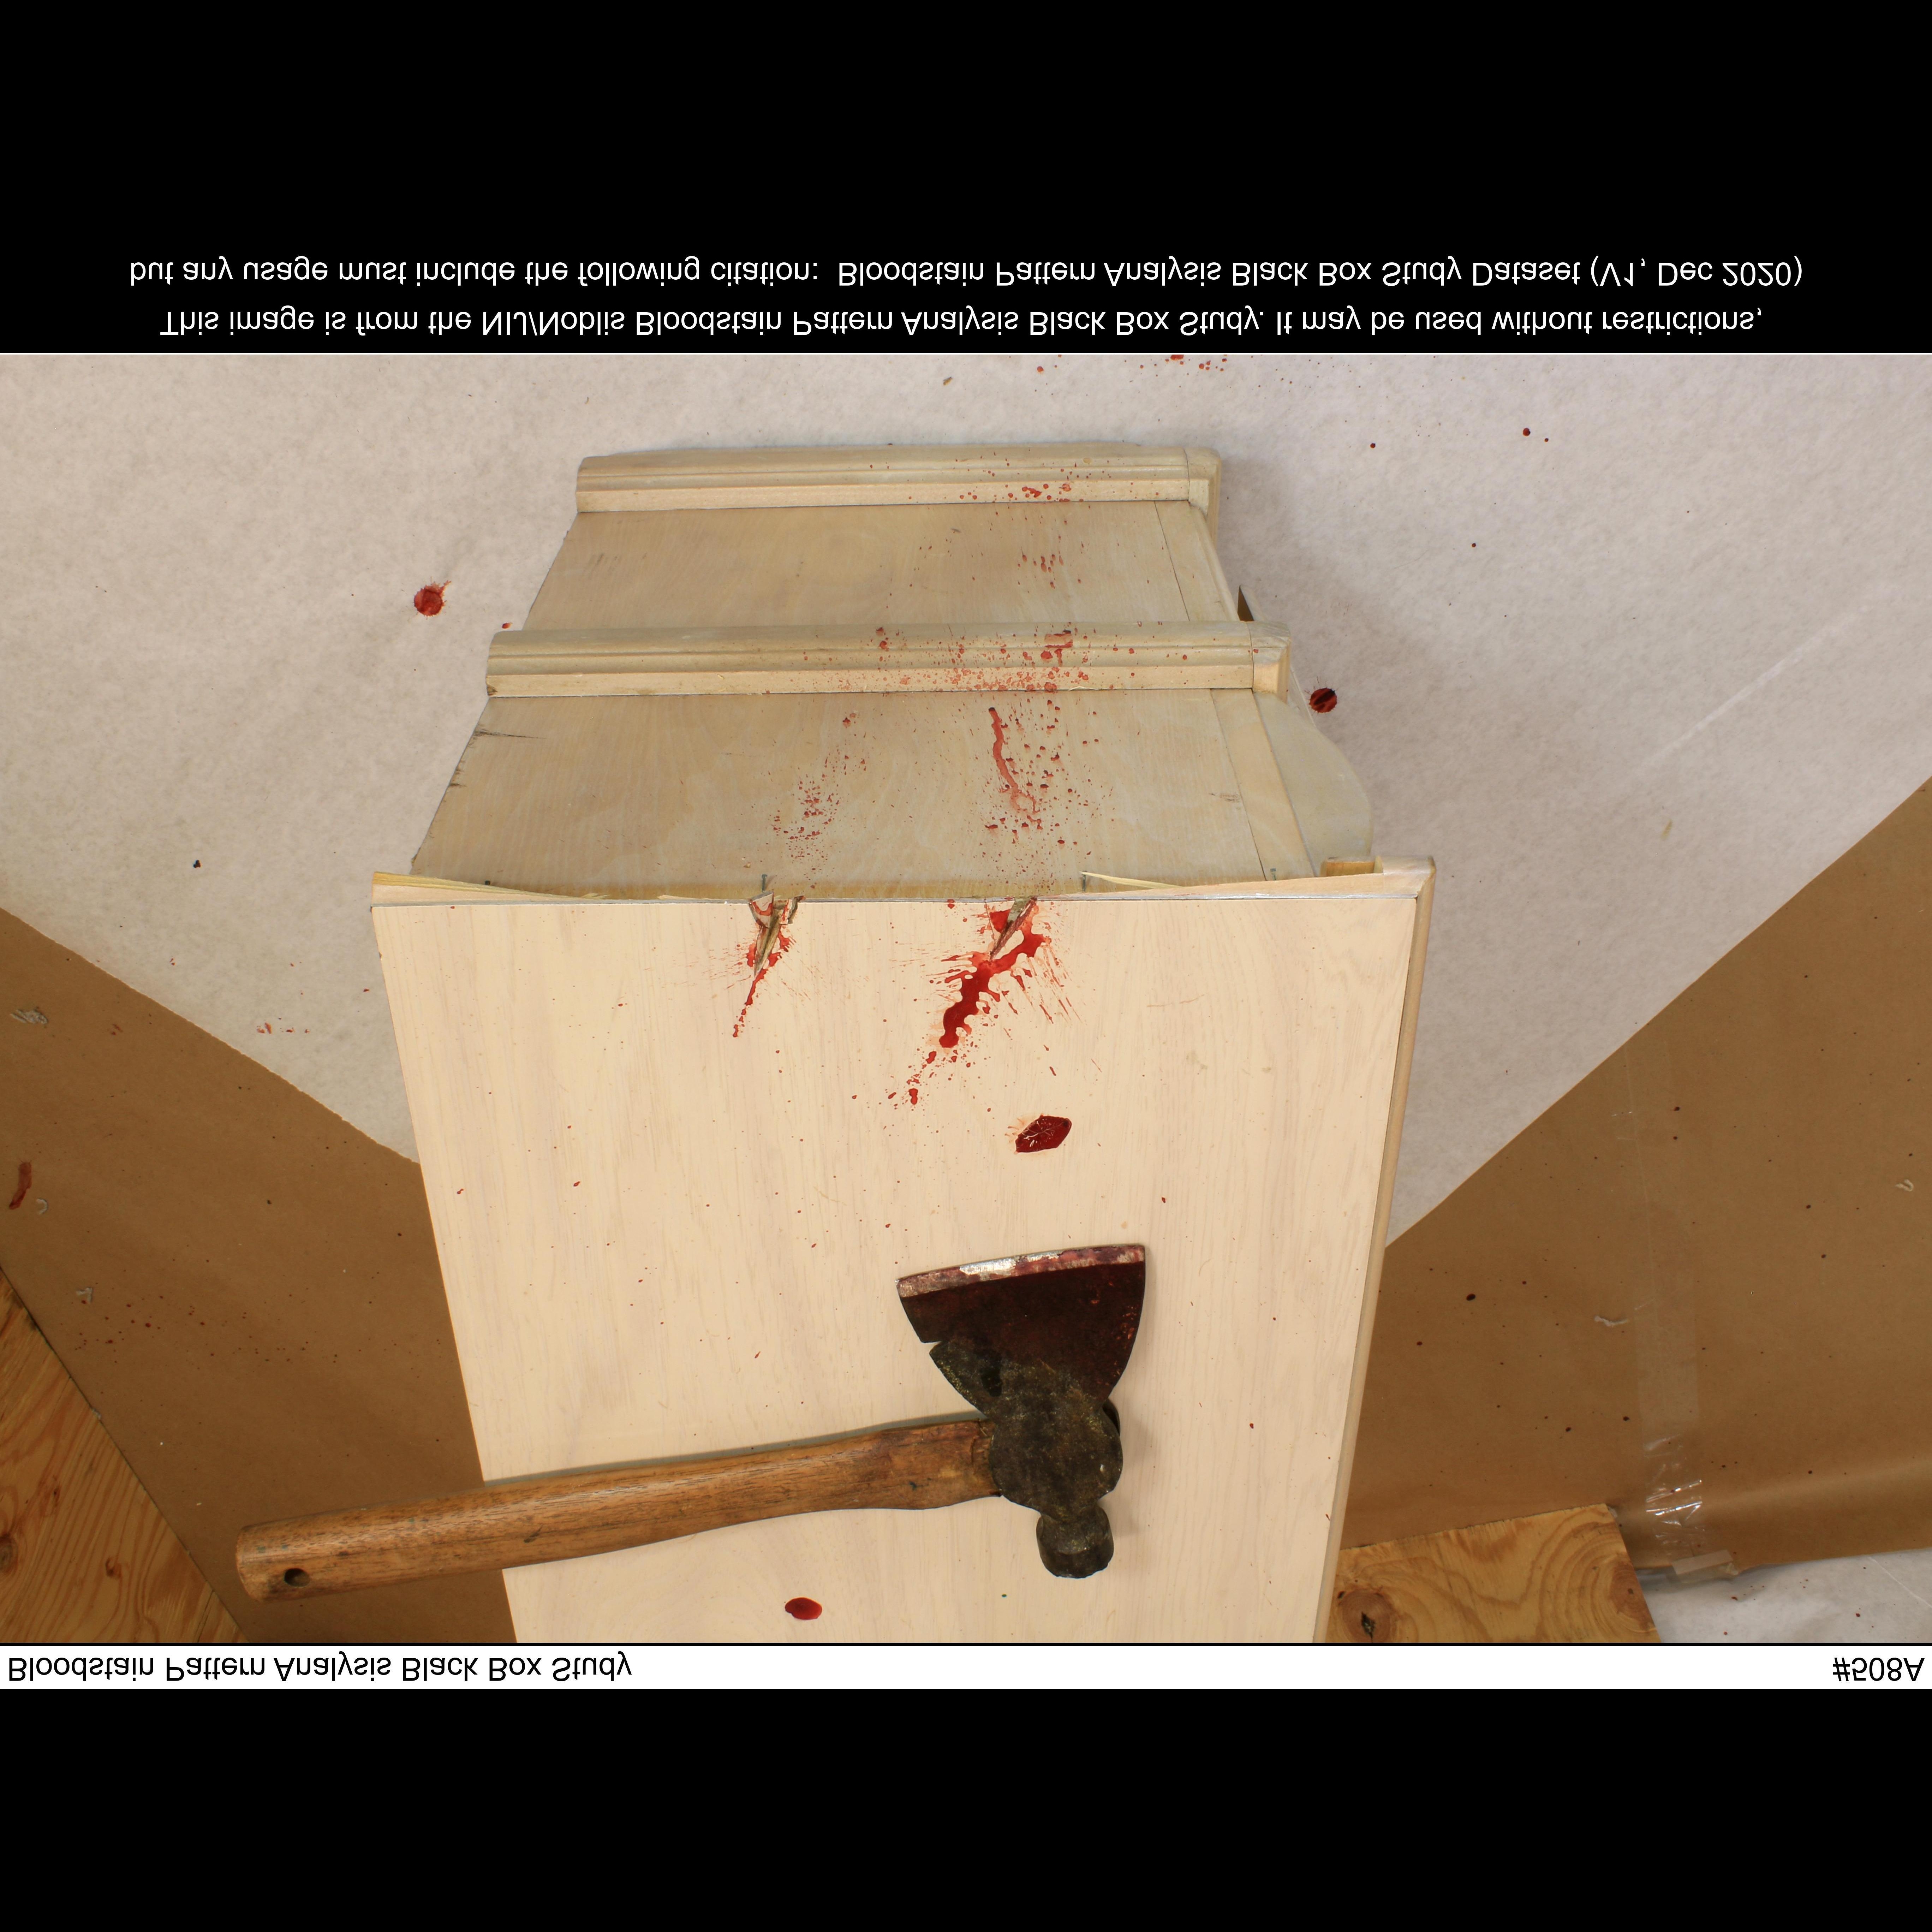 Bloodstain Pattern Analysis Black Box Study
#508A
This image is from the NIJ/Noblis Bloodstain Pattern Analysis Black Box Study. It may be used without restrictions,
but any usage must include the following citation: Bloodstain Pattern Analysis Black Box Study Dataset (V1, Dec 2020)